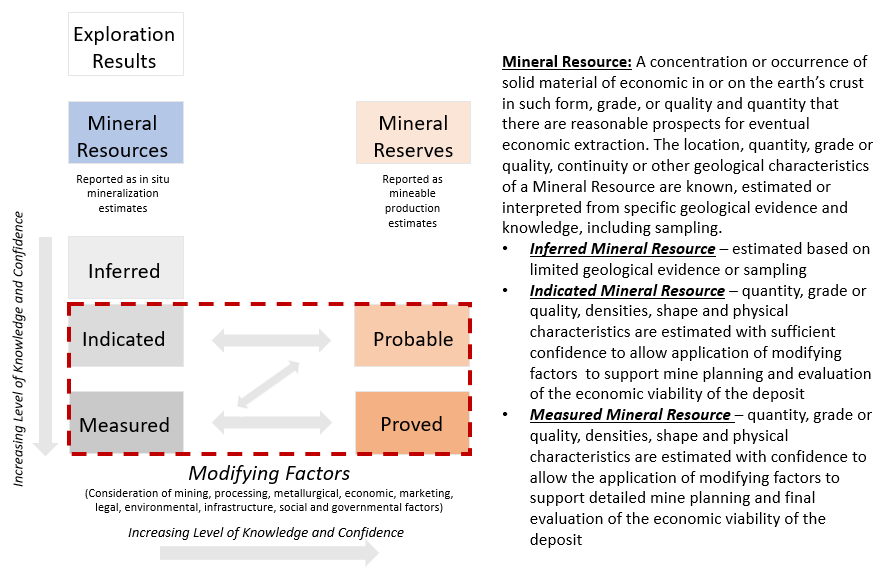 Exploration
Results
Mineral
Resources
Mineral
Reserves
Reported as in situ
mineralization
estimates
Reported as
mineable
production
estimates
Increasing Level of Knowledge and Confidence
Inferred
Indicated
Probable
Measured
Proved
Modifying Factors
(Consideration of mining, processing, metallurgical, economic, marketing,
legal, environmental, infrastructure, social and governmental factors)
Increasing Level of Knowledge and Confidence
Mineral Resource: A concentration or occurrence of
solid material of economic in or on the earth’s crust
in such form, grade, or quality and quantity that
there are reasonable prospects for eventual
economic extraction. The location, quantity, grade or
quality, continuity or other geological characteristics
of a Mineral Resource are known, estimated or
interpreted from specific geological evidence and
knowledge, including sampling.
• Inferred Mineral Resource – estimated based on
limited geological evidence or sampling
• Indicated Mineral Resource – quantity, grade or
quality, densities, shape and physical
characteristics are estimated with sufficient
confidence to allow application of modifying
factors to support mine planning and evaluation
of the economic viability of the deposit
• Measured Mineral Resource – quantity, grade or
quality, densities, shape and physical
characteristics are estimated with confidence to
allow the application of modifying factors to
support detailed mine planning and final
evaluation of the economic viability of the
deposit